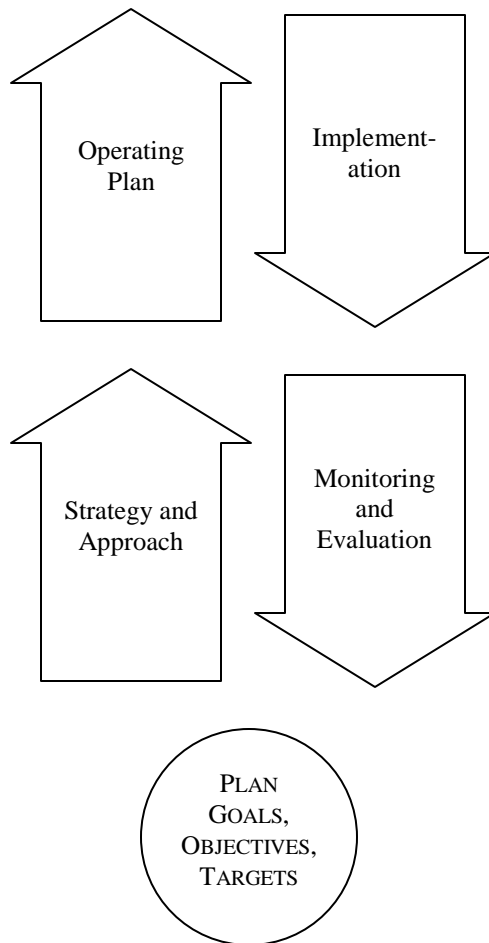 Operating
Plan
Implement-
ation
Strategy and
Approach
Monitoring
and
Evaluation
PLAN
GOALS,
OBJECTIVES,
TARGETS